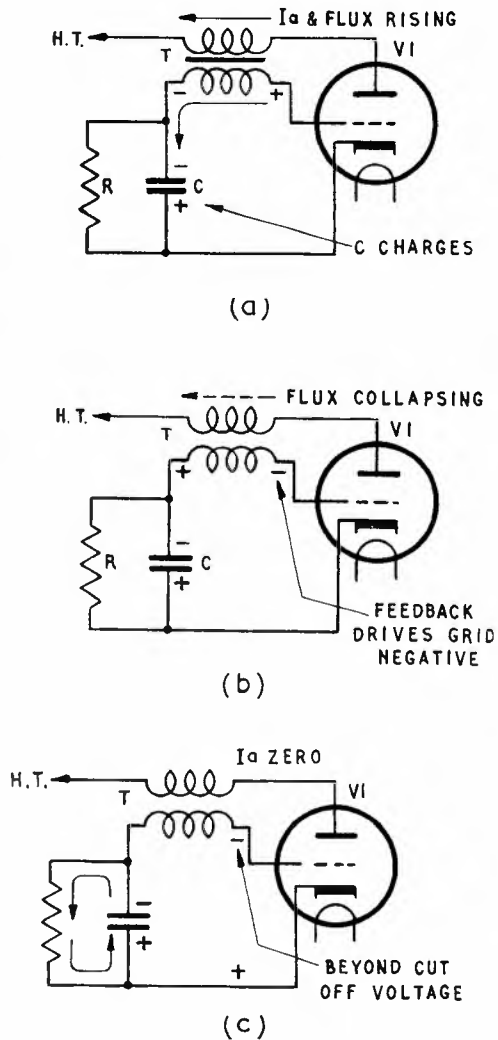 Ia & FLUX RISING
H.T.
T
V1
- +
-
R
C
+
C CHARGES
(a)
FLUX COLLAPSING
H.T.
T
V1
+ -
-
R
C
+
FEEDBACK
DRIVES GRID
NEGATIVE
(b)
Ia ZERO
H.T.
T
V1
-
-
+
+
BEYOND CUT
OFF VOLTAGE
(c)